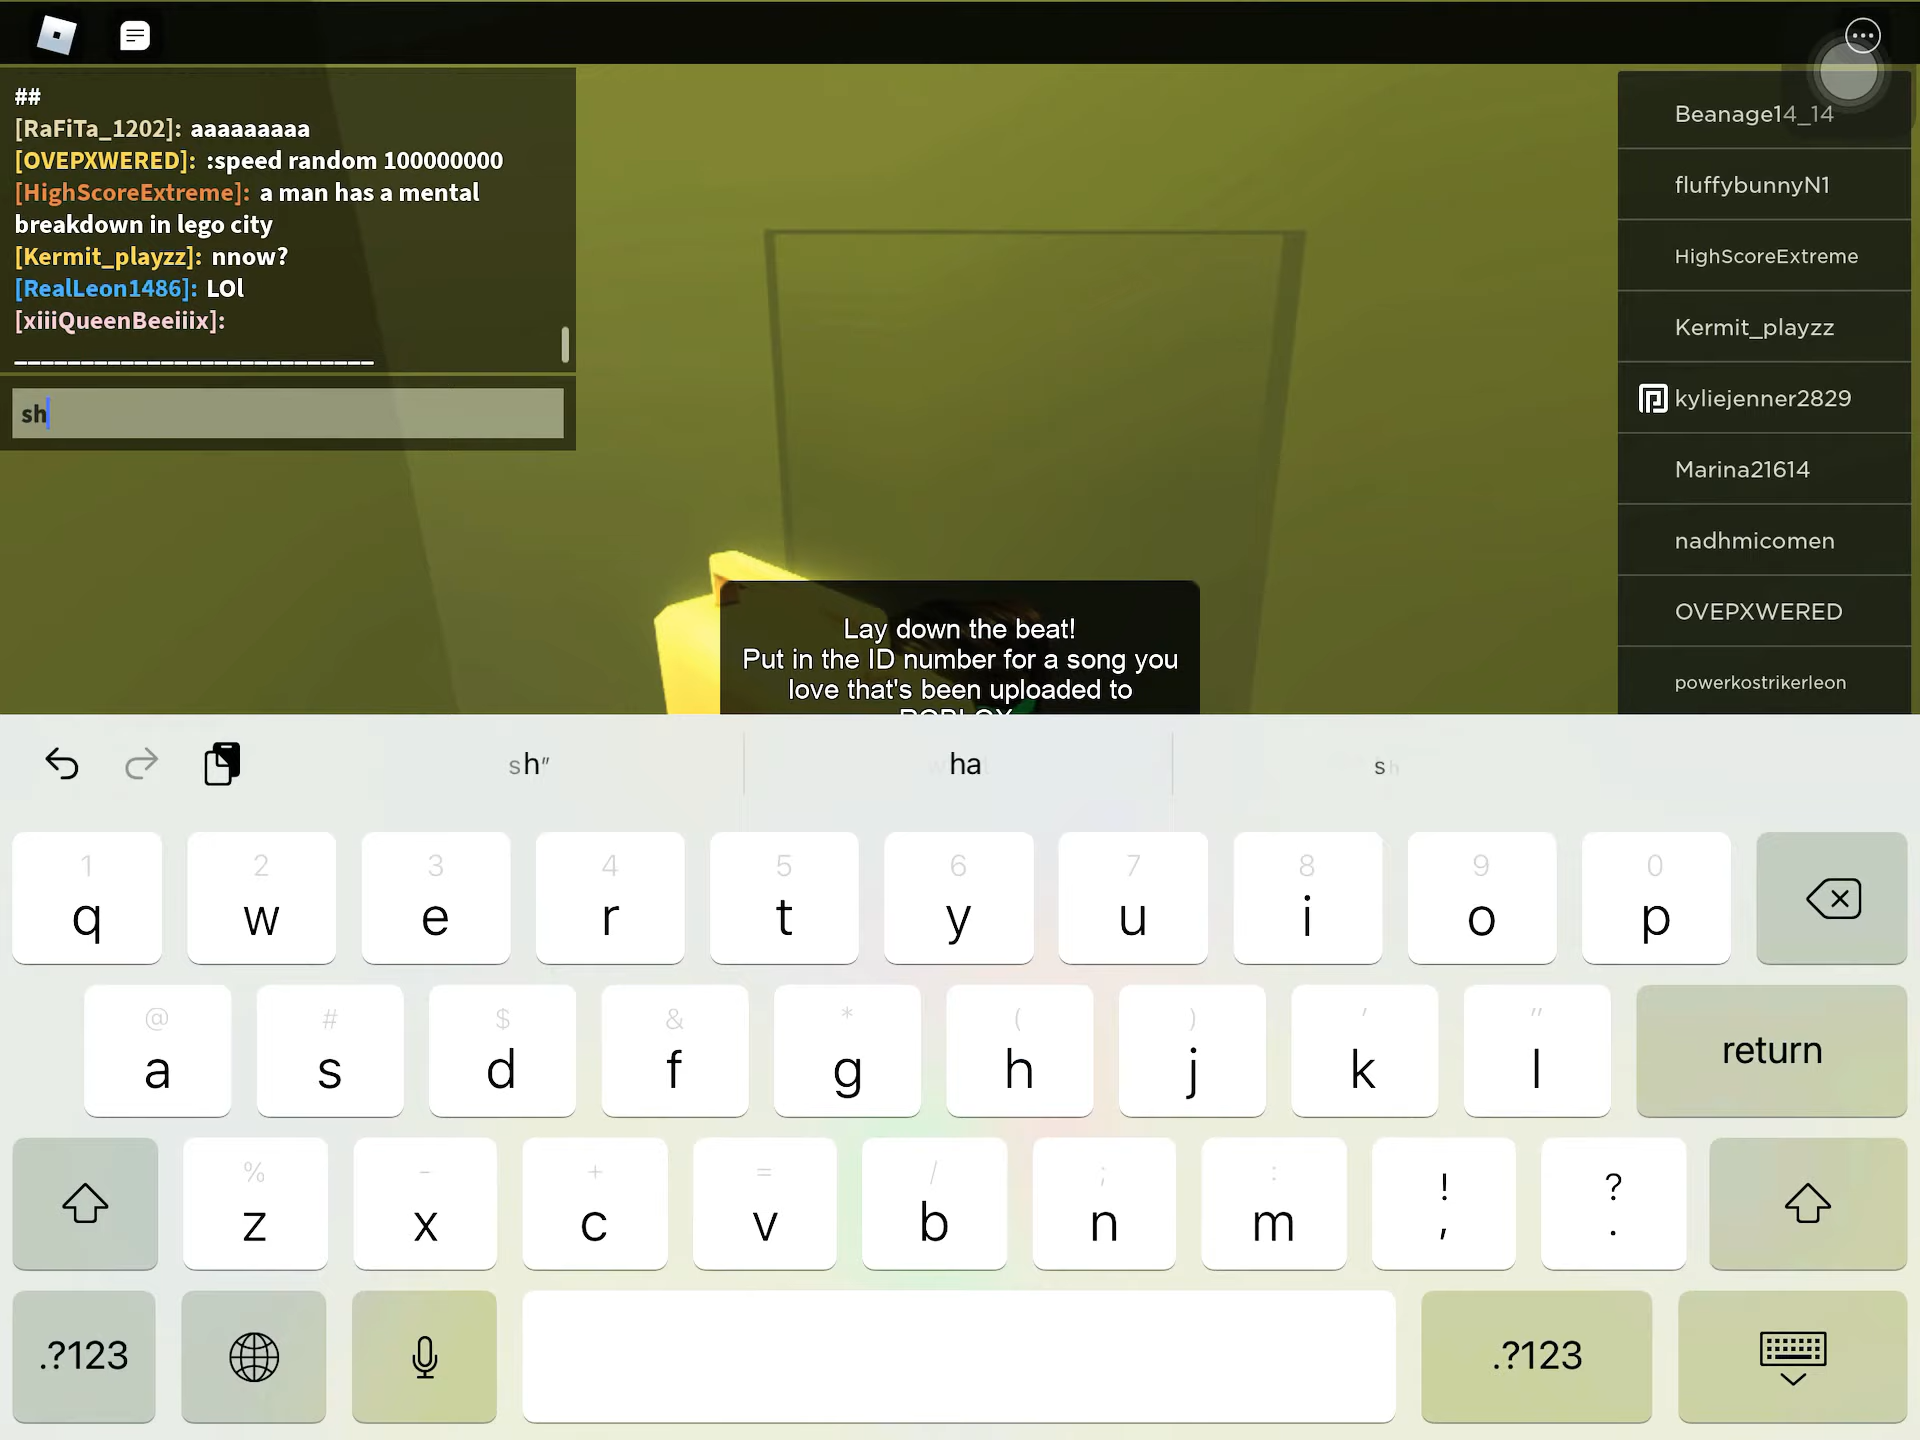 ##
[RaFiTa_1202]: aaaaaaaaa
[OVEPXWERED]: :speed random 100000000
[HighScoreExtreme]: a man has a mental
breakdown in lego city
[Kermit_playzz]: nnow?
[RealLeon1486]: LOl
[xiiiQueenBeeiiix]:
___________________________
sh
Beanage14_14
fluffybunnyN1
HighScoreExtreme
Kermit_playzz
kyliejenner2829
Marina21614
nadhmicomen
OVEPXWERED
powerkostrikerleon
Lay down the beat!
Put in the ID number for a song you
love that's been uploaded to
ROBLOX
sh" ha sh
1 2 3 4 5 6 7 8 9 0
q w e r t y u i o p
@ # $ & * ( ) ' "
a s d f g h j k l return
% - + = / ; : ! ?
z x c v b n m , .
.?123 .?123